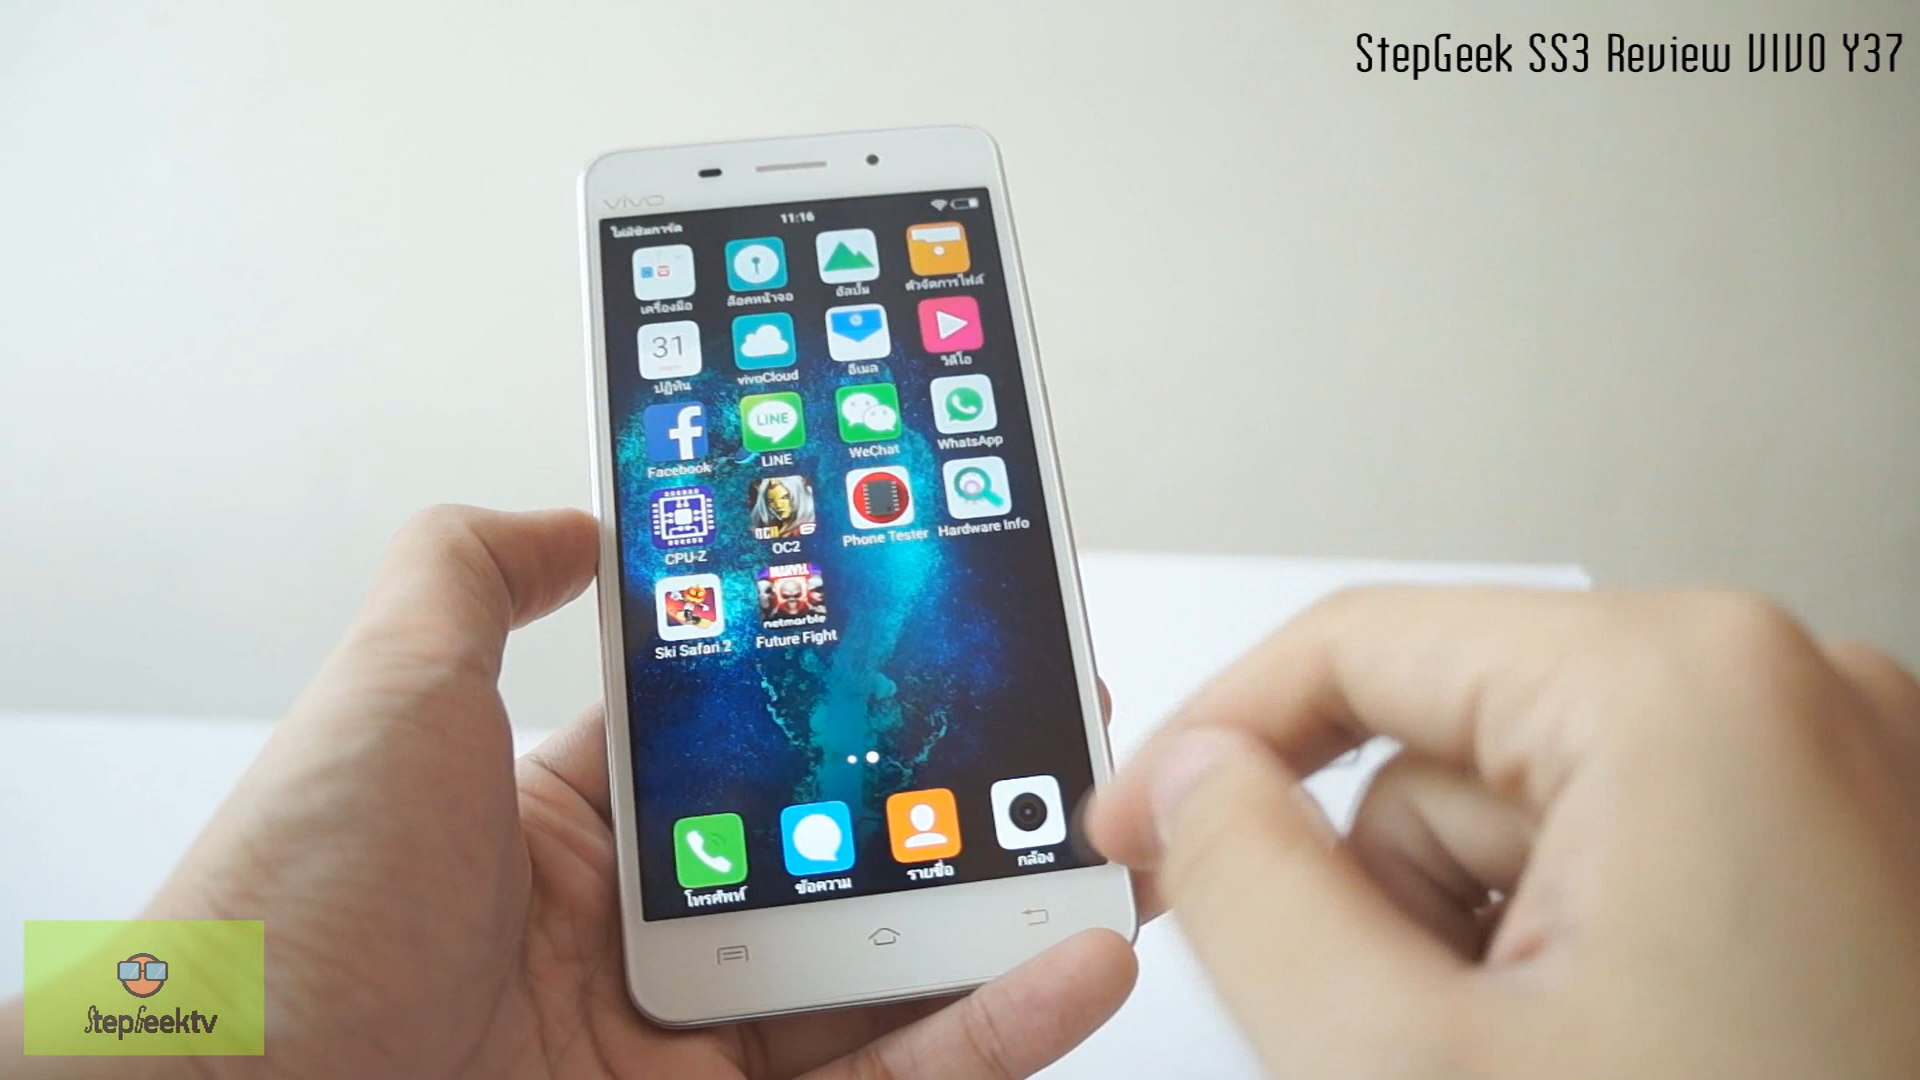 StepGeek SS3 Review VIVO Y37
vivo
ไม่มีซิมการ์ด
11:16
เครื่องมือ
ล็อคหน้าจอ
อัลบั้ม
ตัวจัดการไฟล์
31
ปฏิทิน
vivoCloud
อีเมล
วิดีโอ
LINE
Facebook
LINE
WeChat
WhatsApp
CPU-Z
OC2
Phone Tester
Hardware Info
MARVEL
netmarble
Ski Safari 2
Future Fight
โทรศัพท์
ข้อความ
รายชื่อ
กล้อง
StepGeektv